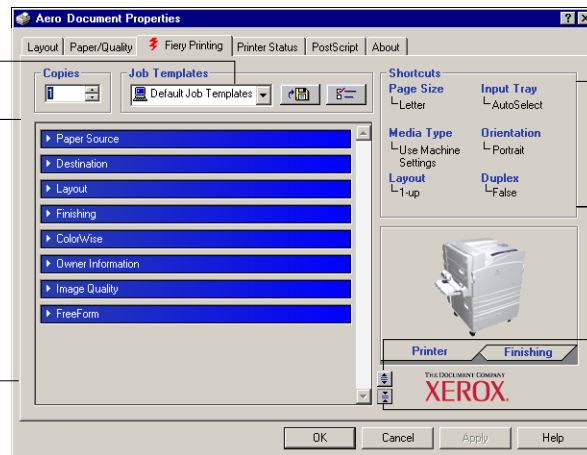 Aero Document Properties
Layout Paper/Quality Fiery Printing Printer Status PostScript About
Copies
1
Job Templates
Default Job Templates
Shortcuts
Page Size Input Tray
Letter AutoSelect
Media Type Orientation
Use Machine Settings Portrait
Layout Duplex
1-up False
Paper Source
Destination
Layout
Finishing
ColorWise
Owner Information
Image Quality
FreeForm
Printer Finishing
THE DOCUMENT COMPANY
XEROX.
OK Cancel Apply Help